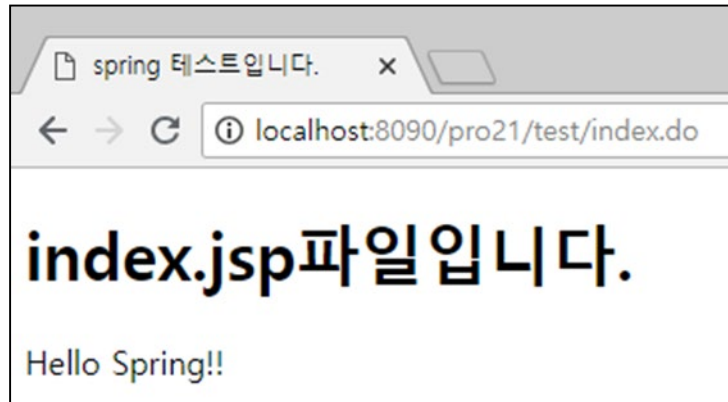 spring 테스트입니다.
localhost:8090/pro21/test/index.do
index.jsp파일입니다.
Hello Spring!!